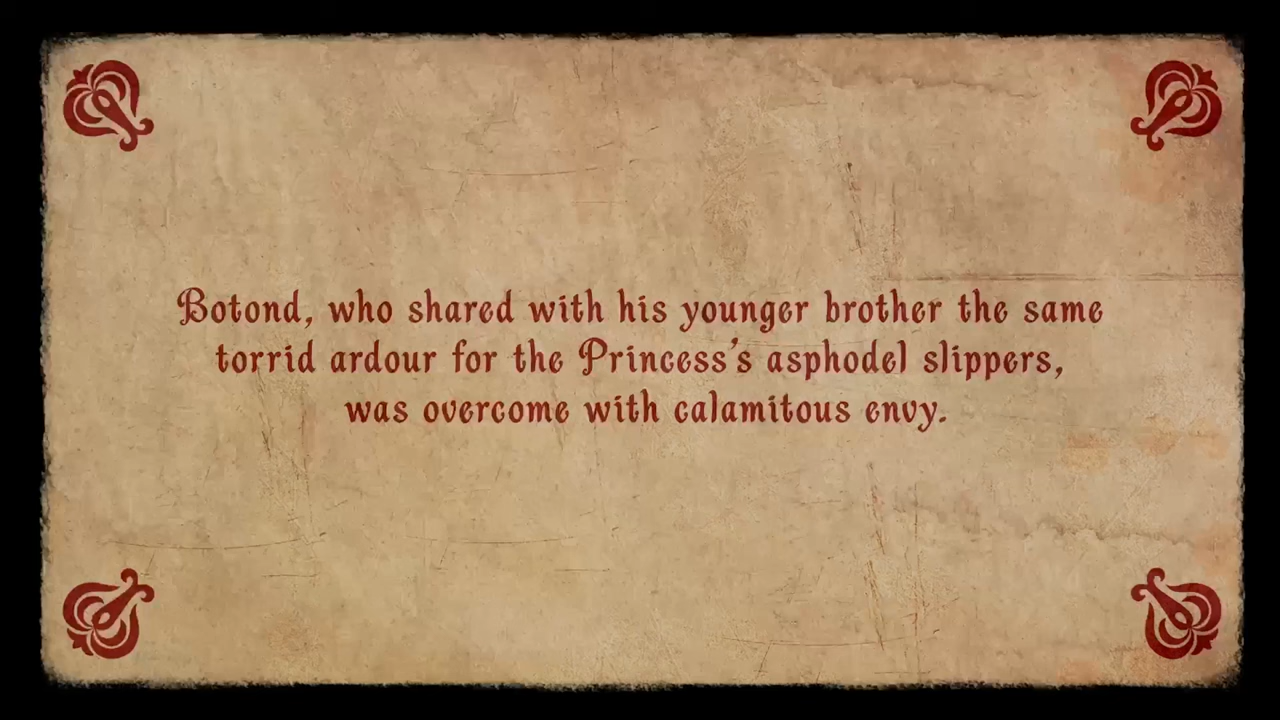 Botond, who shared with his younger brother the same
torrid ardour for the Princess's asphodel slippers,
was overcome with calamitous envy.